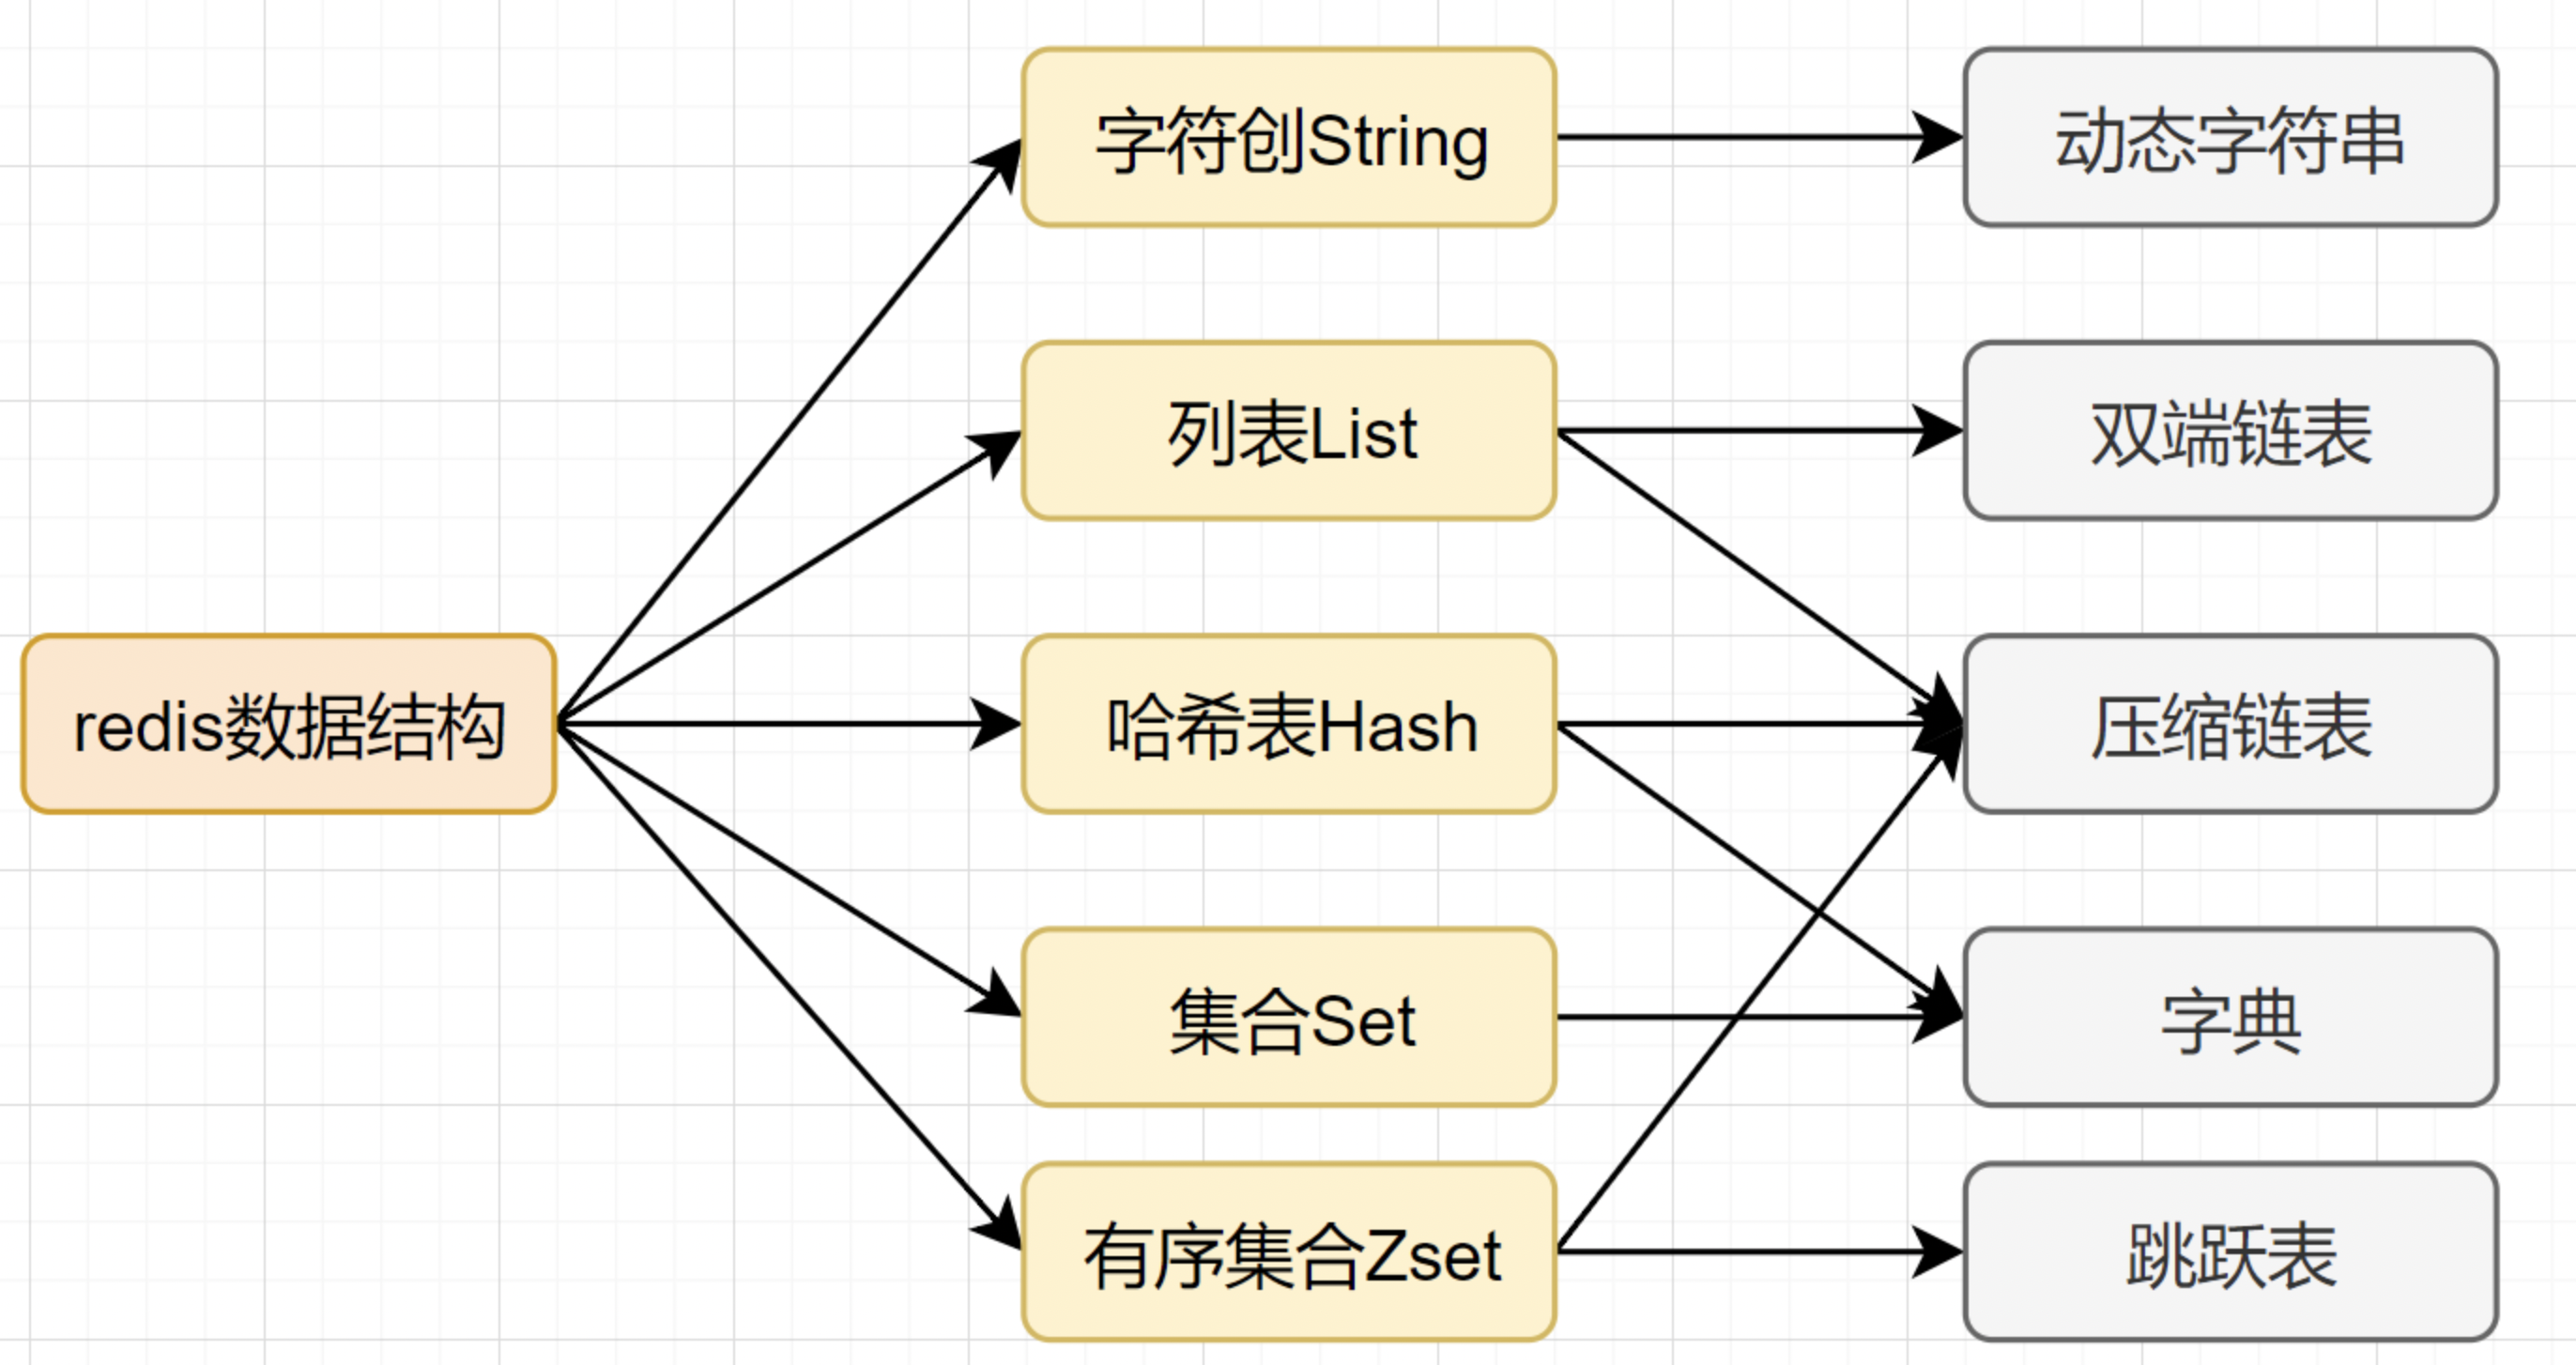 redis数据结构
字符创String
列表List
哈希表Hash
集合Set
有序集合Zset
动态字符串
双端链表
压缩链表
字典
跳跃表